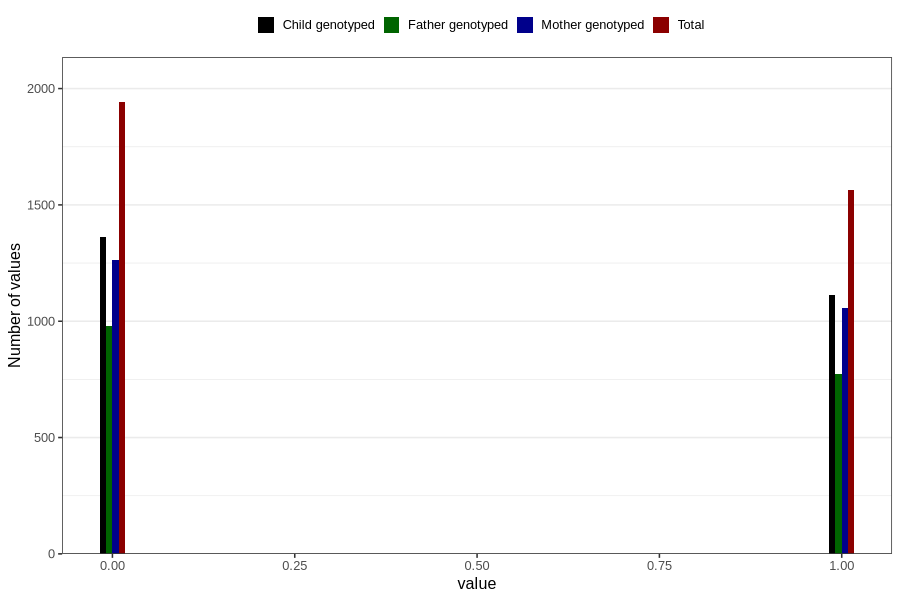 Child genotyped Father genotyped Mother genotyped Total
2000
1500
1000
500
0
Number of values
0.00 0.25 0.50 0.75 1.00
value